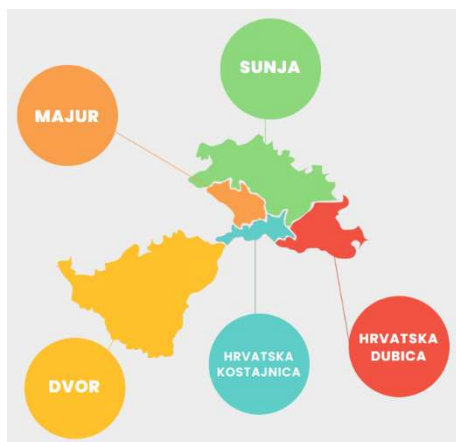 SUNJA
MAJUR
HRVATSKA
DUBICA
HRVATSKA
KOSTAJNICA
DVOR